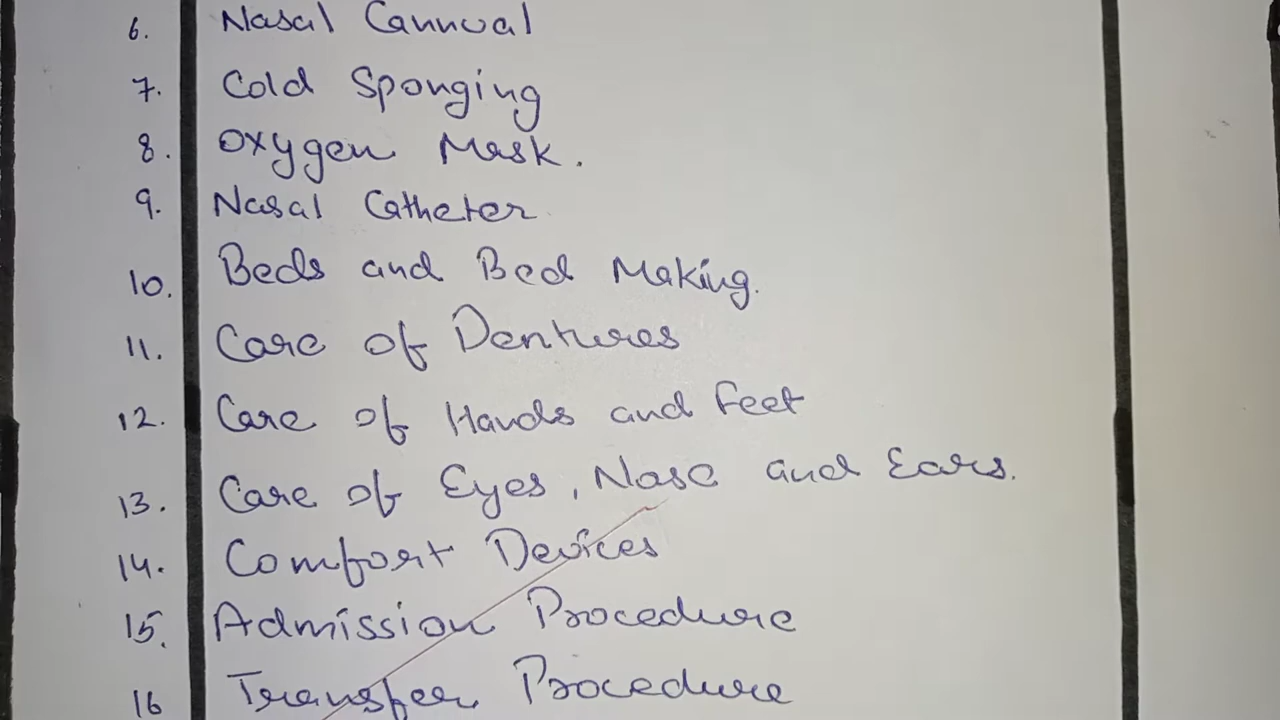 6. Nasal Cannual
7. Cold Sponging
8. Oxygen Mask.
9. Nasal Catheter
10. Beds and Bed Making.
11. Care of Dentures
12. Care of Hands and Feet
13. Care of Eyes, Nose and Ears.
14. Comfort Devices
15. Admission Procedure
16 Transfer Procedure